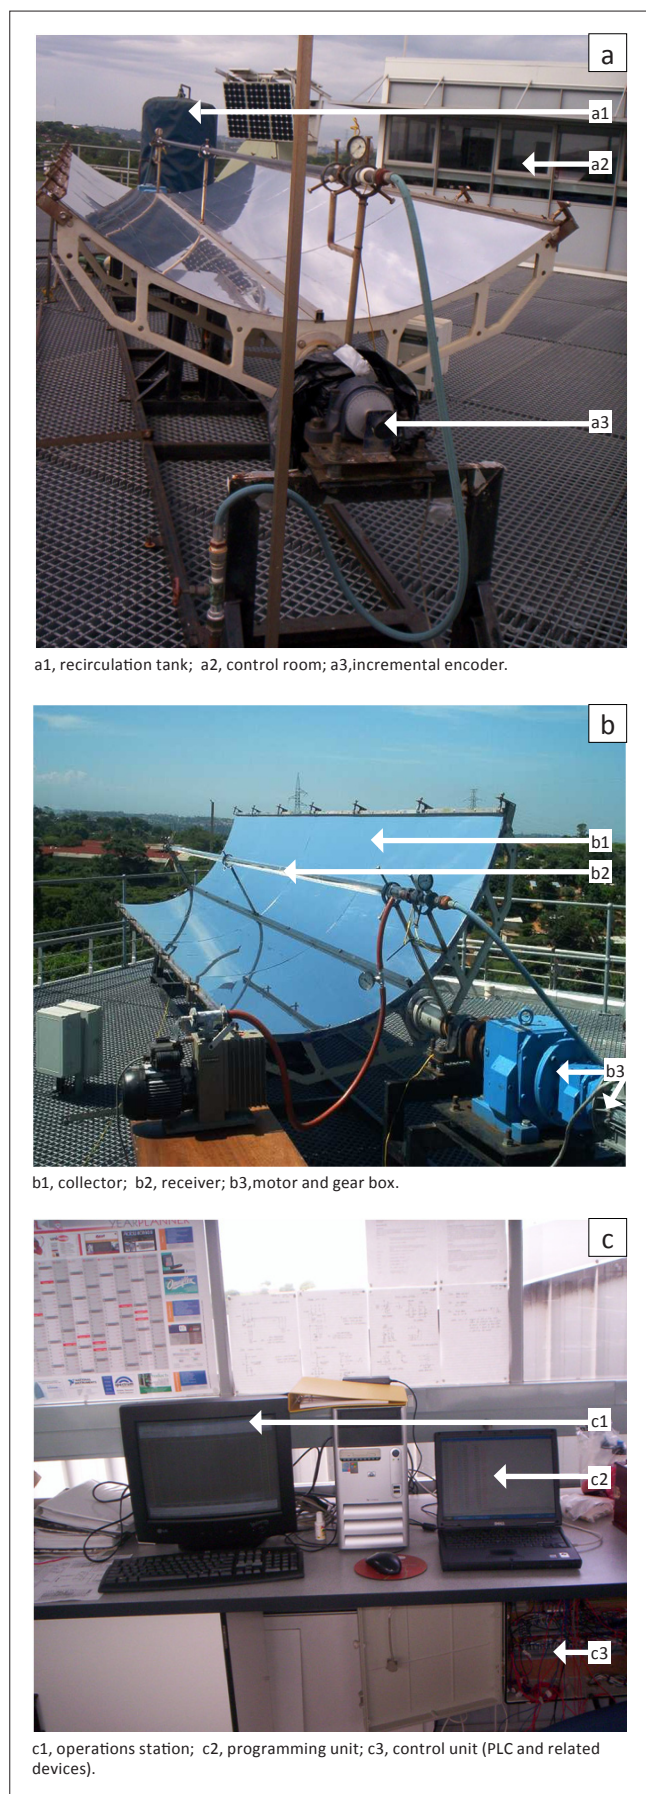 a
a1
a2
a3
a1, recirculation tank; a2, control room; a3,incremental encoder.
b
b1
b2
b3
b1, collector; b2, receiver; b3,motor and gear box.
c
YEARPLANNER
c1
c2
c3
c1, operations station; c2, programming unit; c3, control unit (PLC and related
devices).